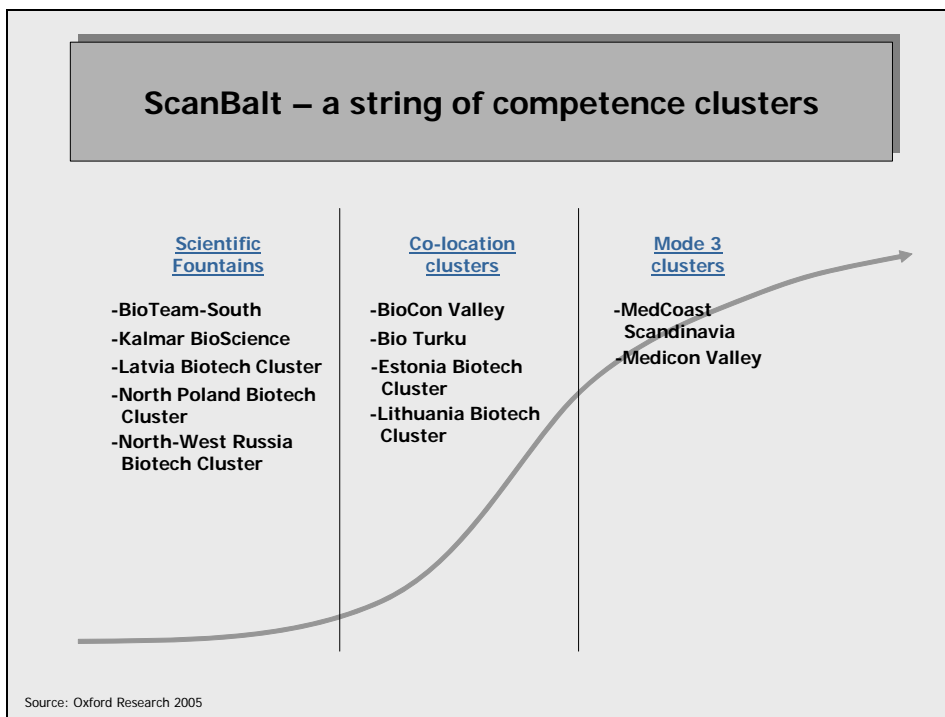 ScanBalt – a string of competence clusters
Scientific
Fountains
-BioTeam-South
-Kalmar BioScience
-Latvia Biotech Cluster
-North Poland Biotech
Cluster
-North-West Russia
Biotech Cluster
Co-location
clusters
-BioCon Valley
-Bio Turku
-Estonia Biotech
Cluster
-Lithuania Biotech
Cluster
Mode 3
clusters
-MedCoast
Scandinavia
-Medicon Valley
Source: Oxford Research 2005